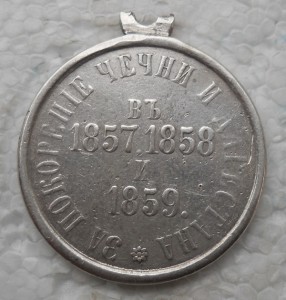 ЗА ПОКОРЕНІЕ ЧЕЧНИ И ДАГЕСТАНА
ВЪ
1857, 1858
И
1859.